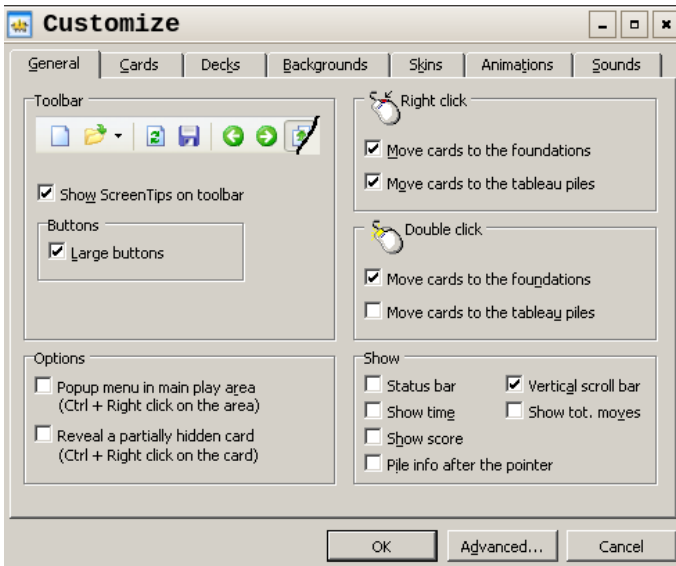 Customize
General Cards Decks Backgrounds Skins Animations Sounds
Toolbar
Show ScreenTips on toolbar
Buttons
Large buttons
Right click
Move cards to the foundations
Move cards to the tableau piles
Double click
Move cards to the foundations
Move cards to the tableau piles
Options
Popup menu in main play area
(Ctrl + Right click on the area)
Reveal a partially hidden card
(Ctrl + Right click on the card)
Show
Status bar Vertical scroll bar
Show time Show tot. moves
Show score
Pile info after the pointer
OK Advanced... Cancel